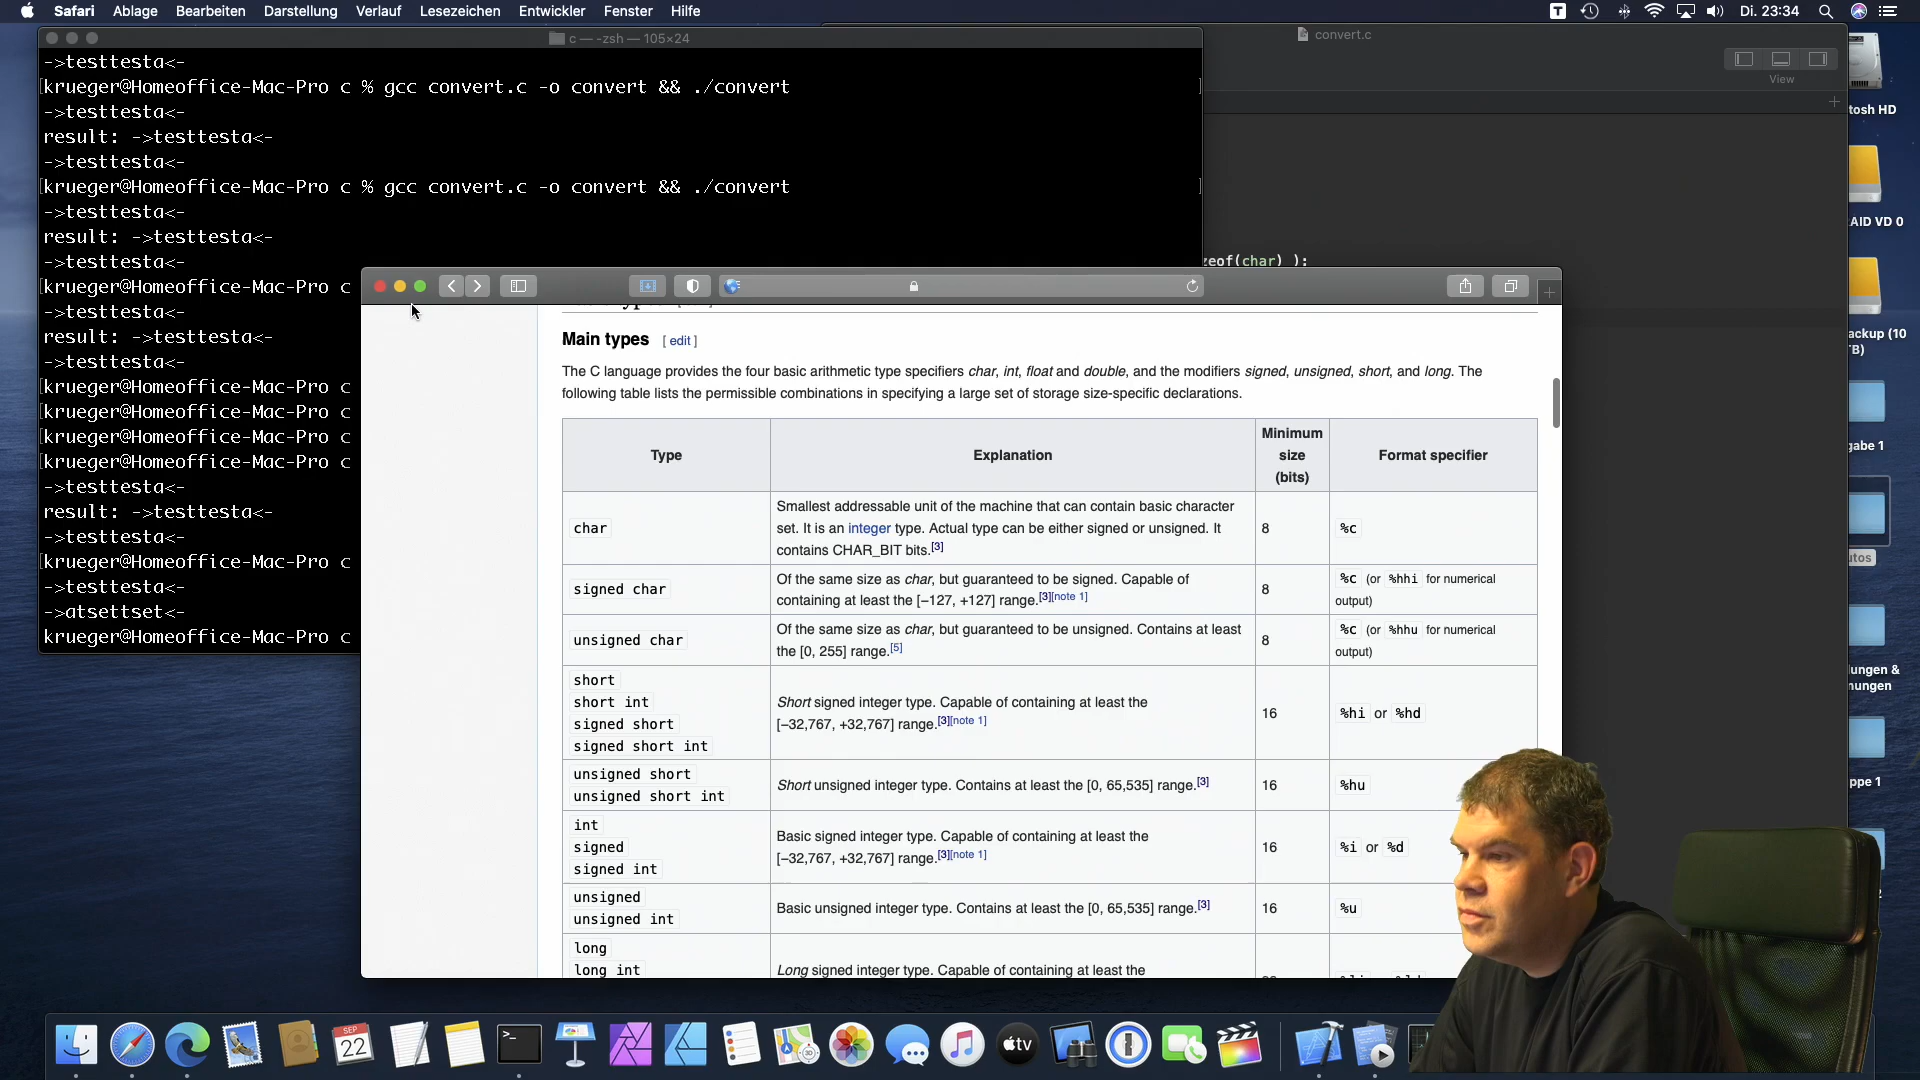 Safari Ablage Bearbeiten Darstellung Verlauf Lesezeichen Entwickler Fenster Hilfe
Di. 23:34
c — -zsh — 105×24
->testtesta<-
krueger@Homeoffice-Mac-Pro c % gcc convert.c -o convert && ./convert
->testtesta<-
result: ->testtesta<-
->testtesta<-
krueger@Homeoffice-Mac-Pro c % gcc convert.c -o convert && ./convert
->testtesta<-
result: ->testtesta<-
->testtesta<-
krueger@Homeoffice-Mac-Pro c
->testtesta<-
result: ->testtesta<-
->testtesta<-
krueger@Homeoffice-Mac-Pro c
krueger@Homeoffice-Mac-Pro c
krueger@Homeoffice-Mac-Pro c
krueger@Homeoffice-Mac-Pro c
->testtesta<-
result: ->testtesta<-
->testtesta<-
krueger@Homeoffice-Mac-Pro c
->testtesta<-
->atsettset<-
krueger@Homeoffice-Mac-Pro c
convert.c
View
zeof(char) );
Main types [ edit ]
The C language provides the four basic arithmetic type specifiers char, int, float and double, and the modifiers signed, unsigned, short, and long. The
following table lists the permissible combinations in specifying a large set of storage size-specific declarations.
Type Explanation Minimum size (bits) Format specifier
char
Smallest addressable unit of the machine that can contain basic character
set. It is an integer type. Actual type can be either signed or unsigned. It
contains CHAR_BIT bits.[3]
8
%c
signed char
Of the same size as char, but guaranteed to be signed. Capable of
containing at least the [−127, +127] range.[3][note 1]
8
%c (or %hhi for numerical
output)
unsigned char
Of the same size as char, but guaranteed to be unsigned. Contains at least
the [0, 255] range.[5]
8
%c (or %hhu for numerical
output)
short
short int
signed short
signed short int
Short signed integer type. Capable of containing at least the
[−32,767, +32,767] range.[3][note 1]
16
%hi or %hd
unsigned short
unsigned short int
Short unsigned integer type. Contains at least the [0, 65,535] range.[3]
16
%hu
int
signed
signed int
Basic signed integer type. Capable of containing at least the
[−32,767, +32,767] range.[3][note 1]
16
%i or %d
unsigned
unsigned int
Basic unsigned integer type. Contains at least the [0, 65,535] range.[3]
16
%u
long
long int
Long signed integer type. Capable of containing at least the
tosh HD
AID VD 0
ackup (10
TB)
gabe 1
utos
lungen &
nungen
ppe 1
SEP
22
tv